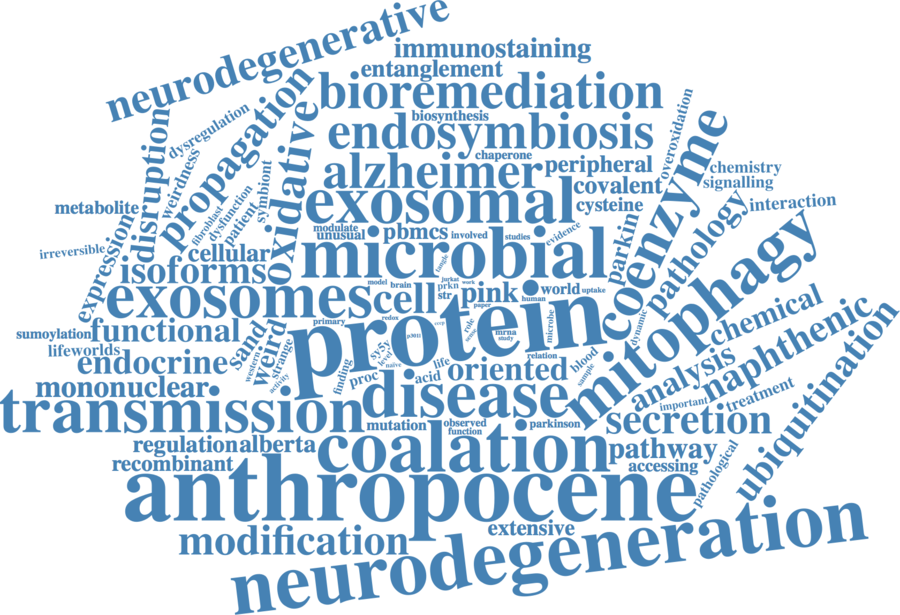 neurodegenerative
immunostaining
entanglement
bioremediation
biosynthesis
endosymbiosis
chaperone
alzheimer
peripheral
covalent
cysteine
exosomal
overoxidation
coenzyme
chemistry
signalling
interaction
dysregulation
disruption
propagation
oxidative
weirdness
metabolite
fibroblast
dysfunction
patient
symbiont
modulate
unusual
pbmcs
involved
studies
evidence
irreversible
expression
cellular
isoforms
microbial
tangle
parkin
pathology
mitophagy
exosomes
cell
model
brain
jurkat
prkn
work
str
pink
paper
human
world
uptake
sumoylation
functional
primary
redox
protein
role
mrna
study
microbe
dynamic
chemical
naphthenic
lifeworlds
endocrine
sand
weird
western
strange
activity
finding
sysy
level
naive
proc
acid
life
oriented
relation
blood
sample
analysis
important
treatment
ubiquitination
mononuclear
transmission
disease
mutation
observed
function
parkinson
secretion
regulation
alberta
coalation
pathway
recombinant
accessing
pathological
anthropocene
modification
extensive
neurodegeneration